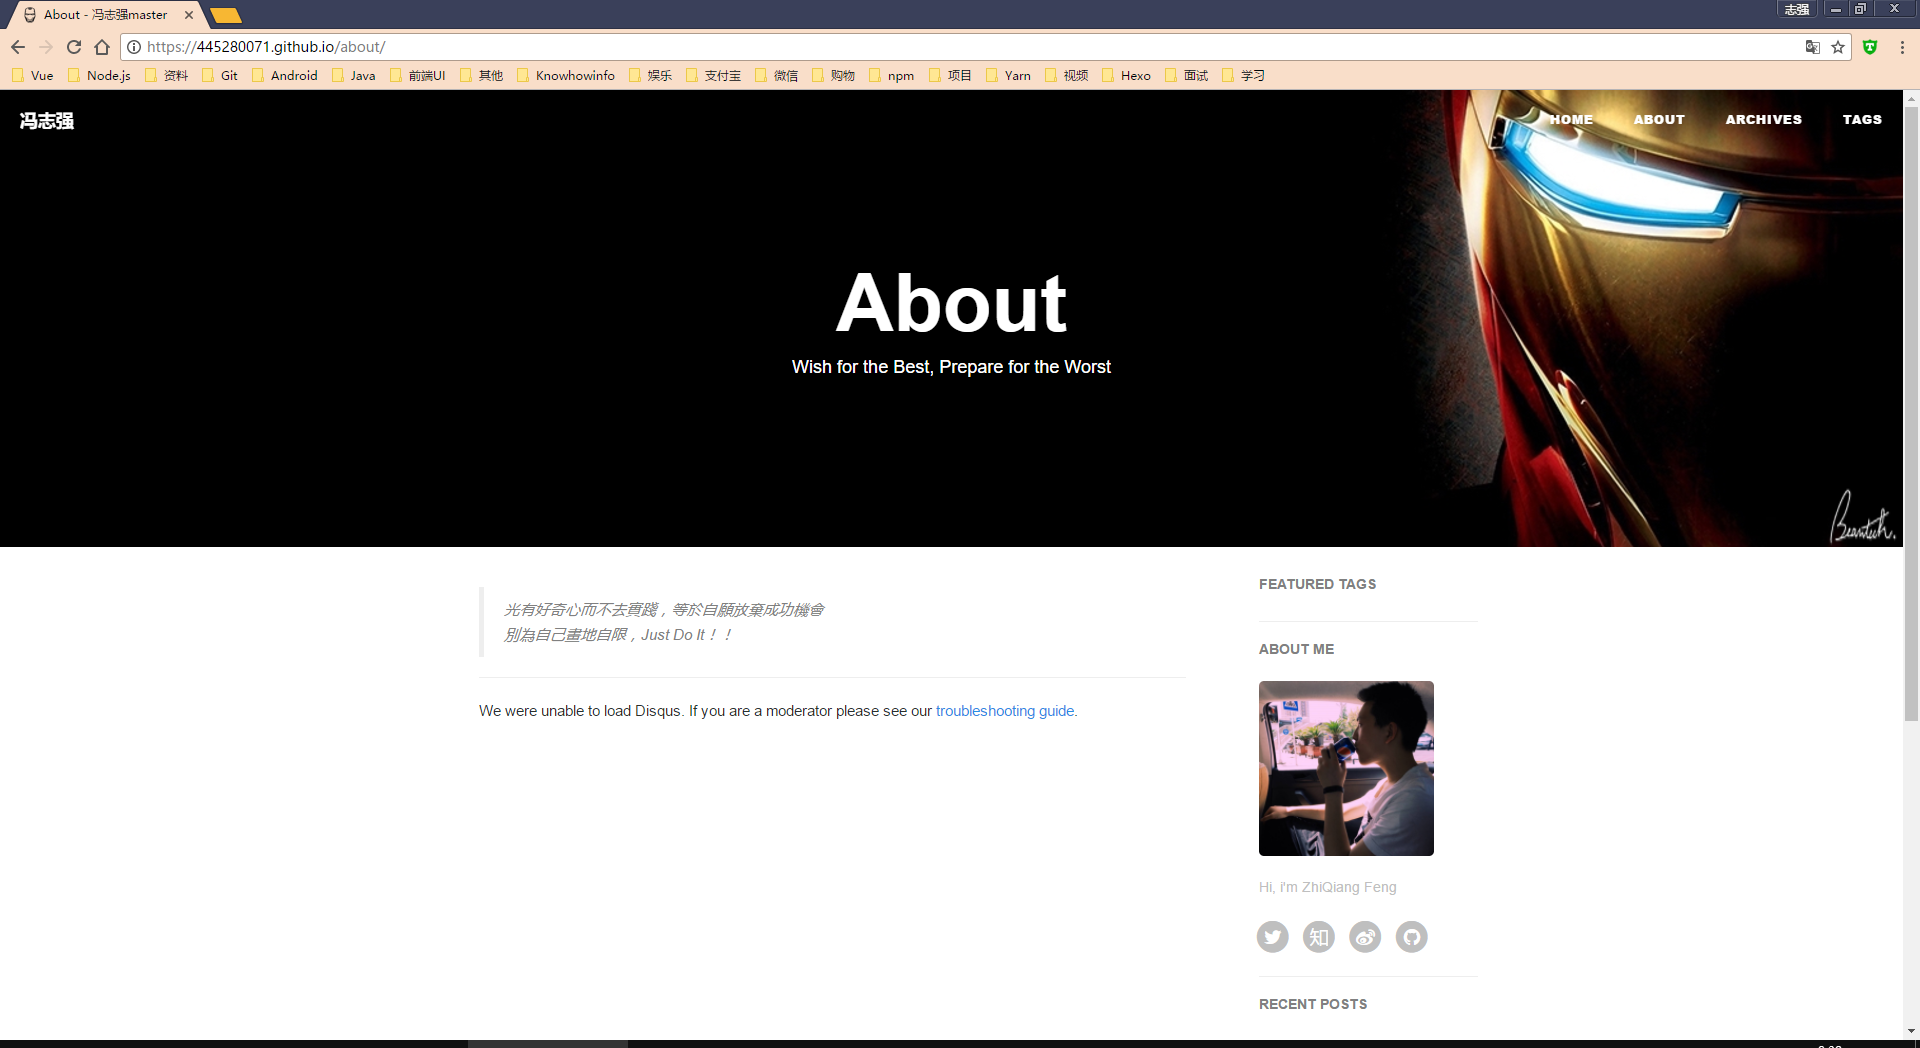 About - 冯志强master
志强
https://445280071.github.io/about/
Vue Node.js 资料 Git Android Java 前端UI 其他 Knowhowinfo 娱乐 支付宝 微信 购物 npm 项目 Yarn 视频 Hexo 面试 学习
冯志强
HOME ABOUT ARCHIVES TAGS
About
Wish for the Best, Prepare for the Worst
Beantech.
光有好奇心而不去實踐，等於自願放棄成功機會
別為自己畫地自限，Just Do It！！
We were unable to load Disqus. If you are a moderator please see our troubleshooting guide.
FEATURED TAGS
ABOUT ME
Hi, i'm ZhiQiang Feng
知
RECENT POSTS